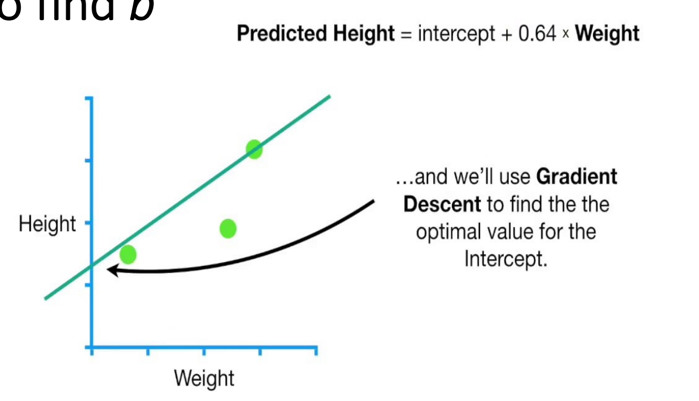 o find b
Predicted Height = intercept + 0.64 × Weight
...and we'll use Gradient
Descent to find the the
optimal value for the
Intercept.
Height
Weight